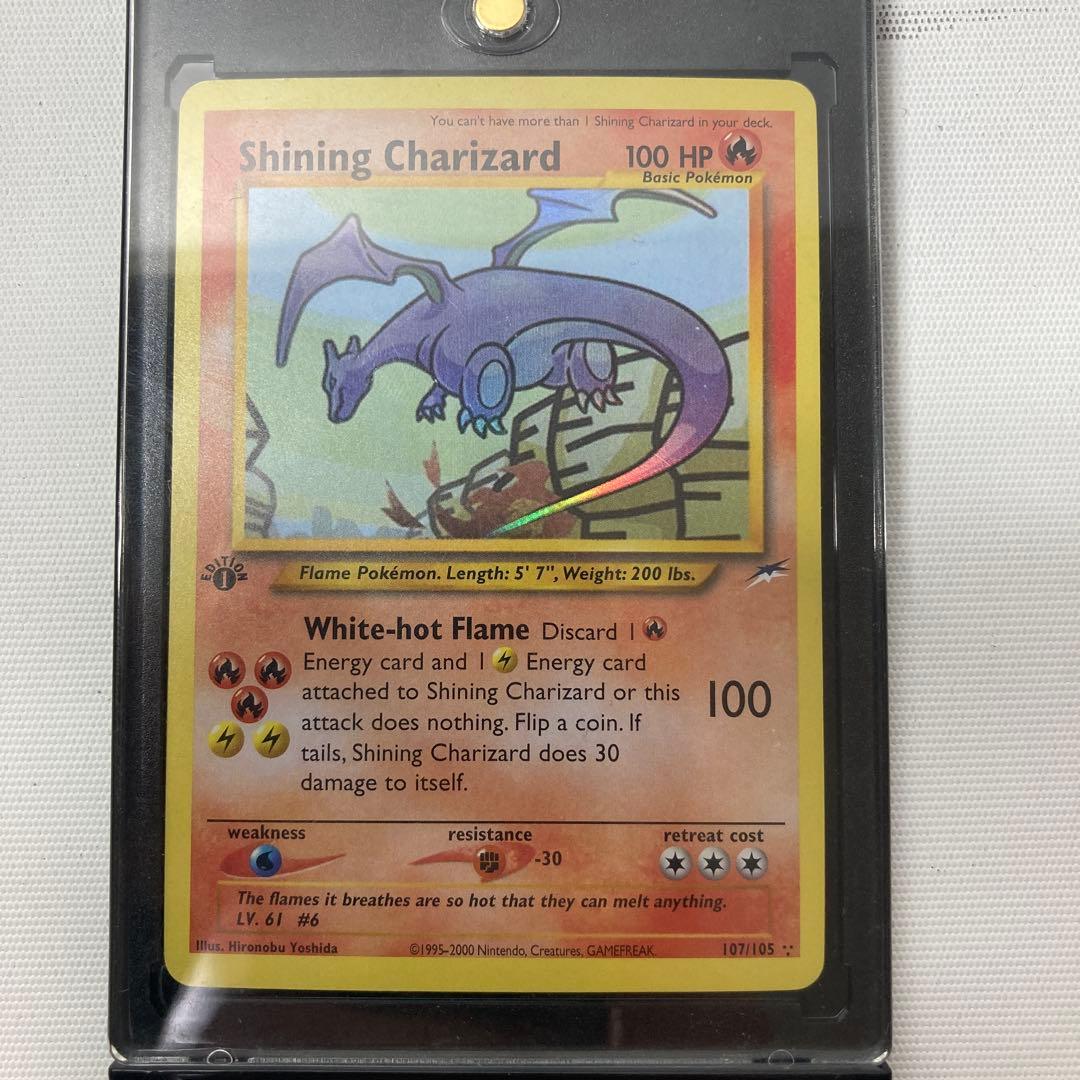 You can't have more than 1 Shining Charizard in your deck.
Shining Charizard 100 HP
Basic Pokémon
EDITION
1
Flame Pokémon. Length: 5' 7", Weight: 200 lbs.
White-hot Flame Discard 1
Energy card and 1 Energy card
attached to Shining Charizard or this
attack does nothing. Flip a coin. If
tails, Shining Charizard does 30
damage to itself.
100
weakness resistance retreat cost
-30
The flames it breathes are so hot that they can melt anything.
LV. 61 #6
Illus. Hironobu Yoshida ©1995-2000 Nintendo, Creatures, GAMEFREAK. 107/105